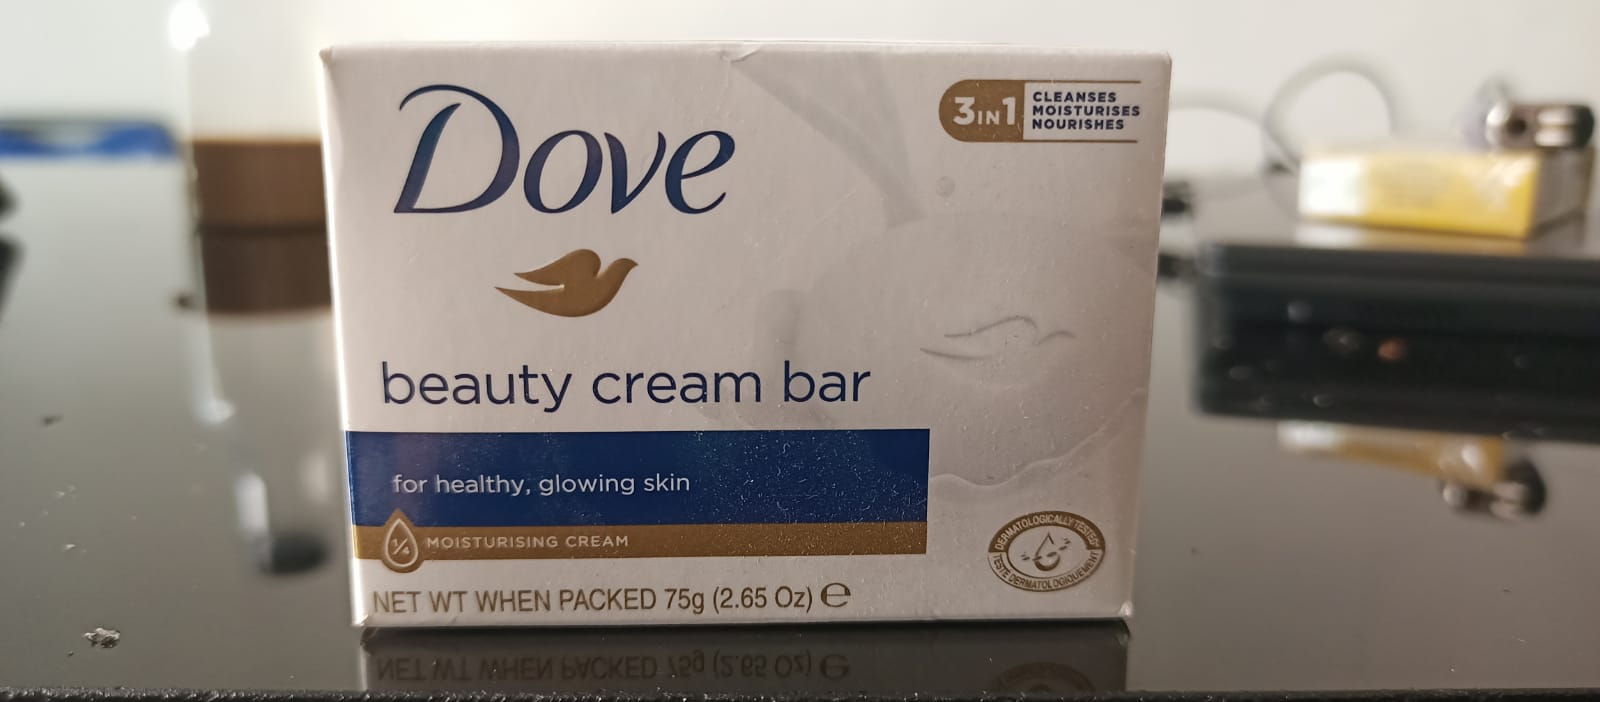 Dove
3IN1
CLEANSES
MOISTURISES
NOURISHES
beauty cream bar
for healthy, glowing skin
1/4 MOISTURISING CREAM
NET WT WHEN PACKED 75g (2.65 Oz) ℮
DERMATOLOGICALLY TESTED
TESTÉ DERMATOLOGIQUEMENT